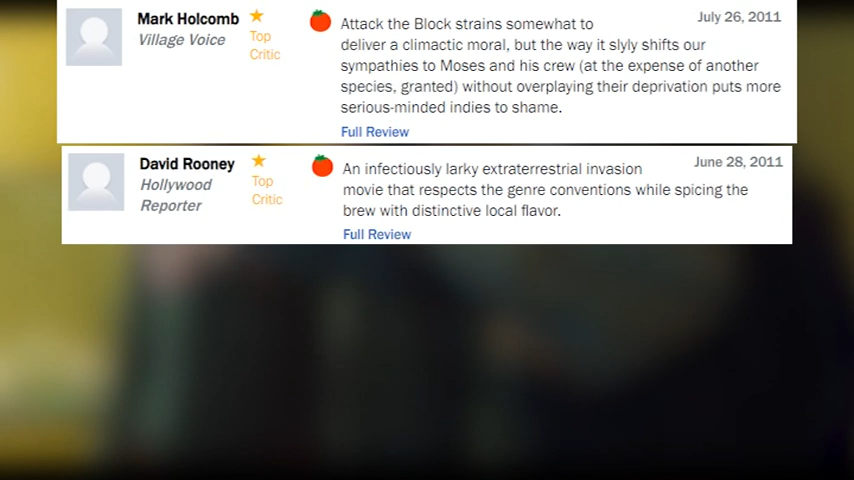 Mark Holcomb
Village Voice
Top
Critic
July 26, 2011
Attack the Block strains somewhat to
deliver a climactic moral, but the way it slyly shifts our
sympathies to Moses and his crew (at the expense of another
species, granted) without overplaying their deprivation puts more
serious-minded indies to shame.
Full Review
David Rooney
Hollywood
Reporter
Top
Critic
June 28, 2011
An infectiously larky extraterrestrial invasion
movie that respects the genre conventions while spicing the
brew with distinctive local flavor.
Full Review